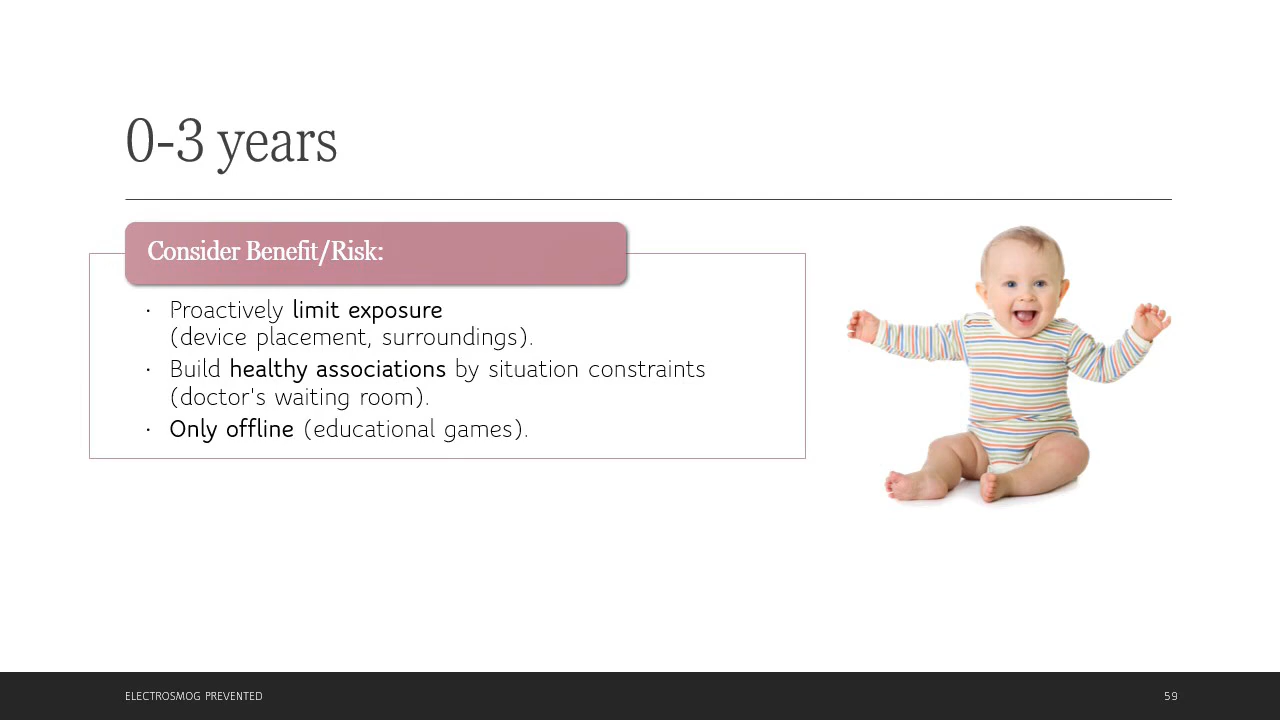 0-3 years
Consider Benefit/Risk:
· Proactively limit exposure
(device placement, surroundings).
· Build healthy associations by situation constraints
(doctor's waiting room).
· Only offline (educational games).
ELECTROSMOG PREVENTED
59